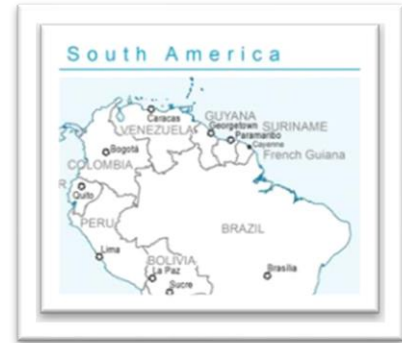 South America
Caracas
GUYANA
Georgetown
SURINAME
VENEZUELA
Paramaribo
Cayenne
Bogotá
French Guiana
COLOMBIA
R
Quito
PERU
BRAZIL
Lima
BOLIVIA
La Paz
Brasília
Sucre